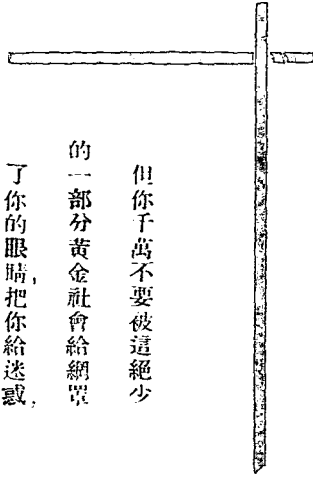 但你千萬不要被這絕少
的一部分黃金社會給網罩
了你的眼睛，把你給迷惑，